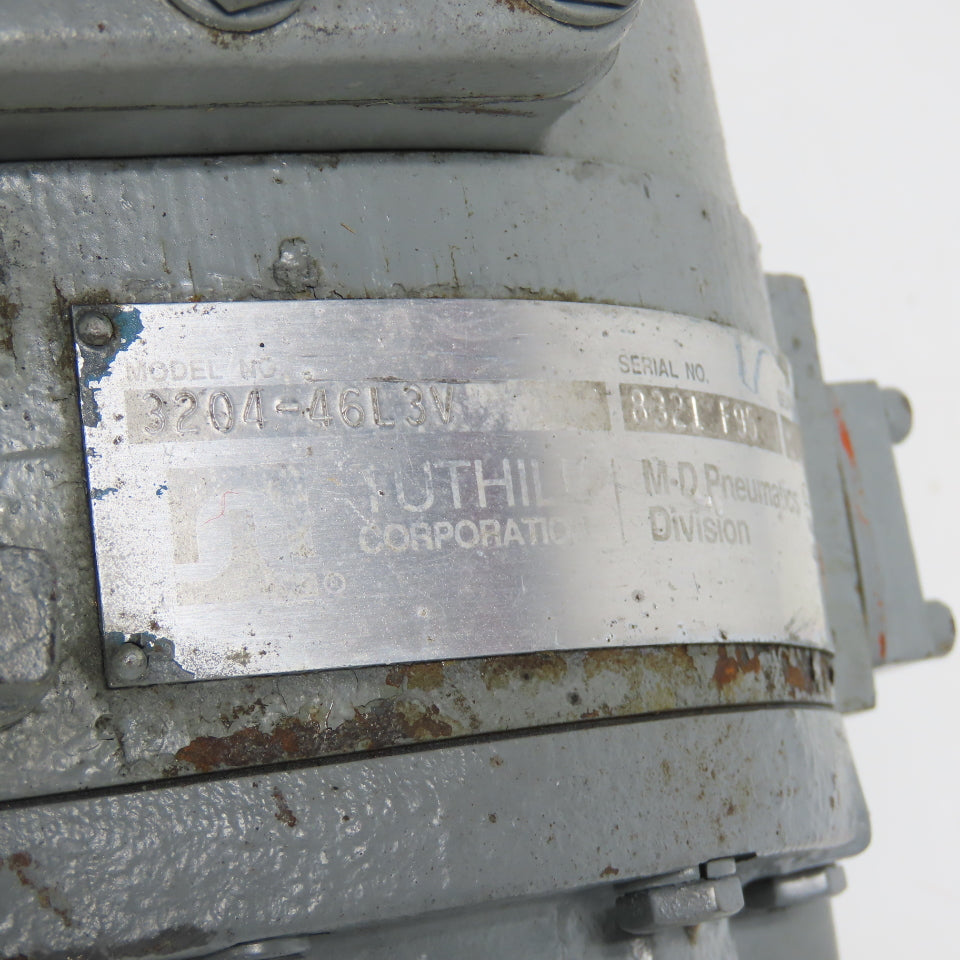 MODEL NO. SERIAL NO.
3204-46L3V
TUTHILL M-D Pneumatics
CORPORATION Division